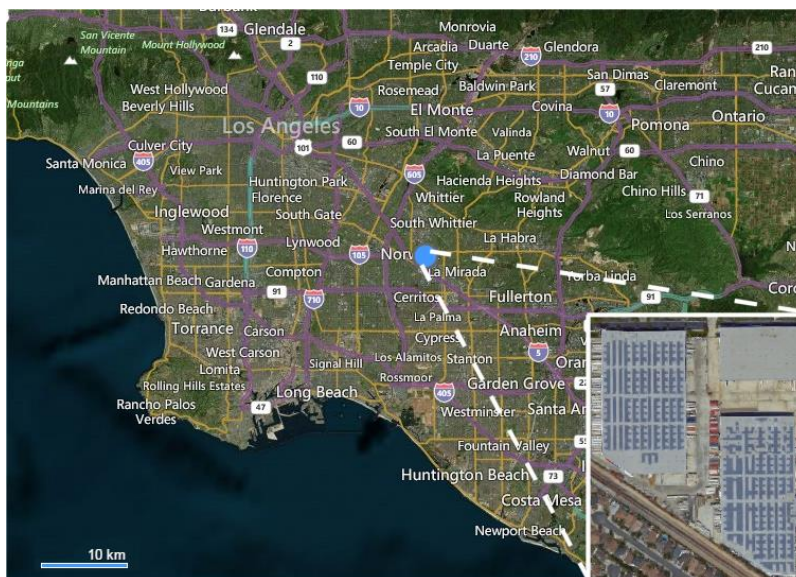 Glendale
134
2
Monrovia
Arcadia
Duarte
210
Glendora
210
San Vicente
Mountain
Mount Hollywood
Temple City
San Dimas
57
Claremont
110
Rosemead
Baldwin Park
West Hollywood
Beverly Hills
10
El Monte
Covina
10
Mountains
Los Angeles
South El Monte
Valinda
Pomona
Ontario
Culver City
101
60
La Puente
Walnut
60
Santa Monica
405
View Park
605
Hacienda Heights
Diamond Bar
Chino
Marina del Rey
Huntington Park
Florence
Whittier
Rowland
Heights
Chino Hills
71
Inglewood
South Gate
South Whittier
Los Serranos
Westmont
Hawthorne
110
Lynwood
105
La Habra
Compton
La Mirada
Yorba Linda
Manhattan Beach
Gardena
91
710
Cerritos
Fullerton
91
Redondo Beach
La Palma
Torrance
Carson
Cypress
Anaheim
West Carson
Signal Hill
Los Alamitos
Stanton
5
Lomita
Rossmoor
Rolling Hills Estates
Long Beach
405
Garden Grove
Rancho Palos
Verdes
47
Westminster
Fountain Valley
Huntington Beach
73
Costa Mesa
Newport Beach
10 km